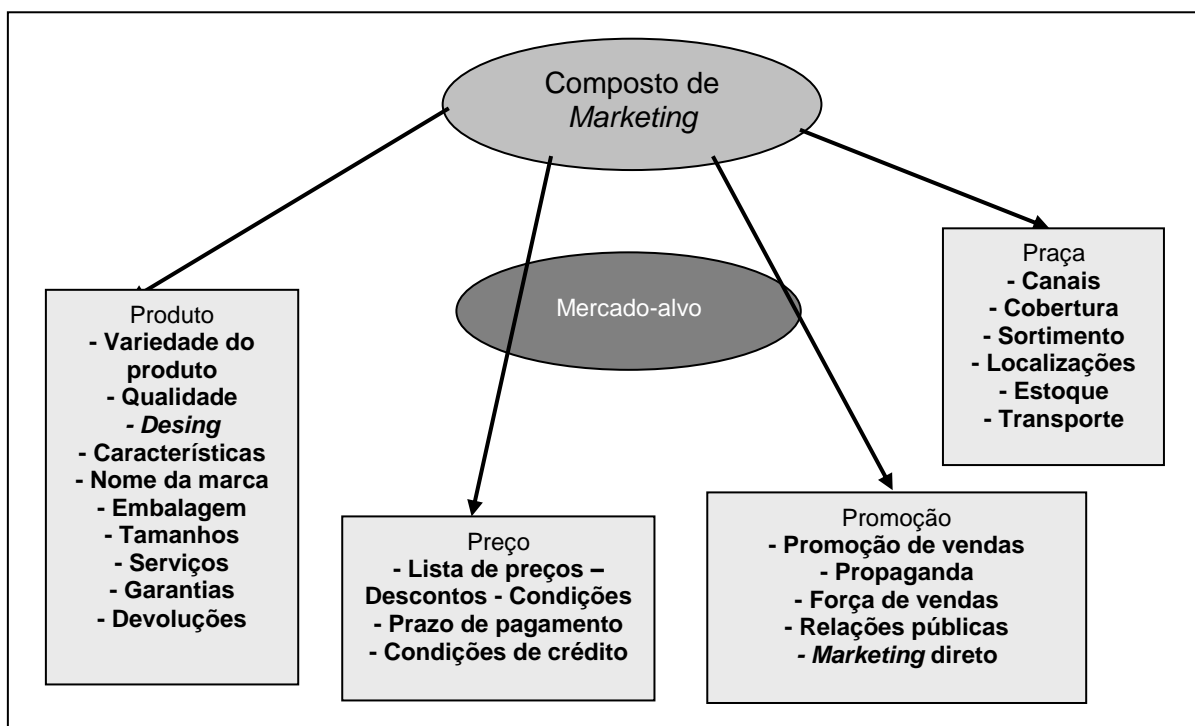 Composto de
Marketing
Mercado-alvo
Produto
- Variedade do
produto
- Qualidade
- Desing
- Características
- Nome da marca
- Embalagem
- Tamanhos
- Serviços
- Garantias
- Devoluções
Preço
- Lista de preços –
Descontos - Condições
- Prazo de pagamento
- Condições de crédito
Promoção
- Promoção de vendas
- Propaganda
- Força de vendas
- Relações públicas
- Marketing direto
Praça
- Canais
- Cobertura
- Sortimento
- Localizações
- Estoque
- Transporte